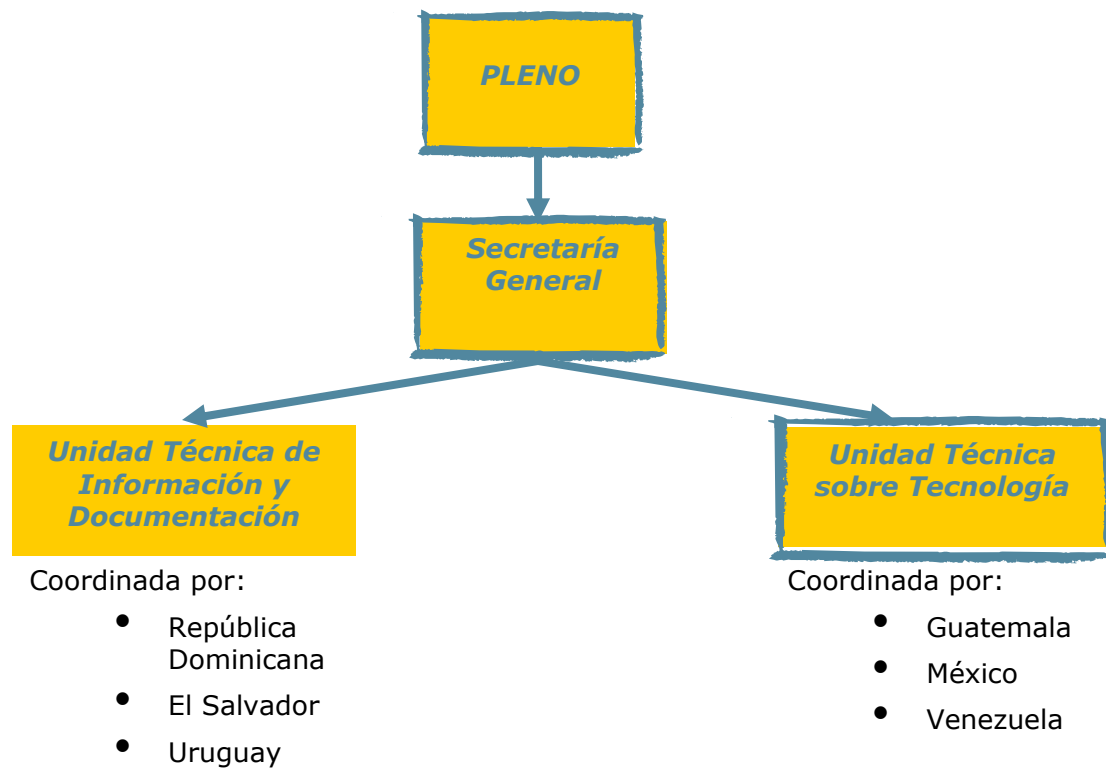 PLENO
Secretaría
General
Unidad Técnica de
Información y
Documentación
Coordinada por:
• República
Dominicana
• El Salvador
• Uruguay
Unidad Técnica
sobre Tecnología
Coordinada por:
• Guatemala
• México
• Venezuela